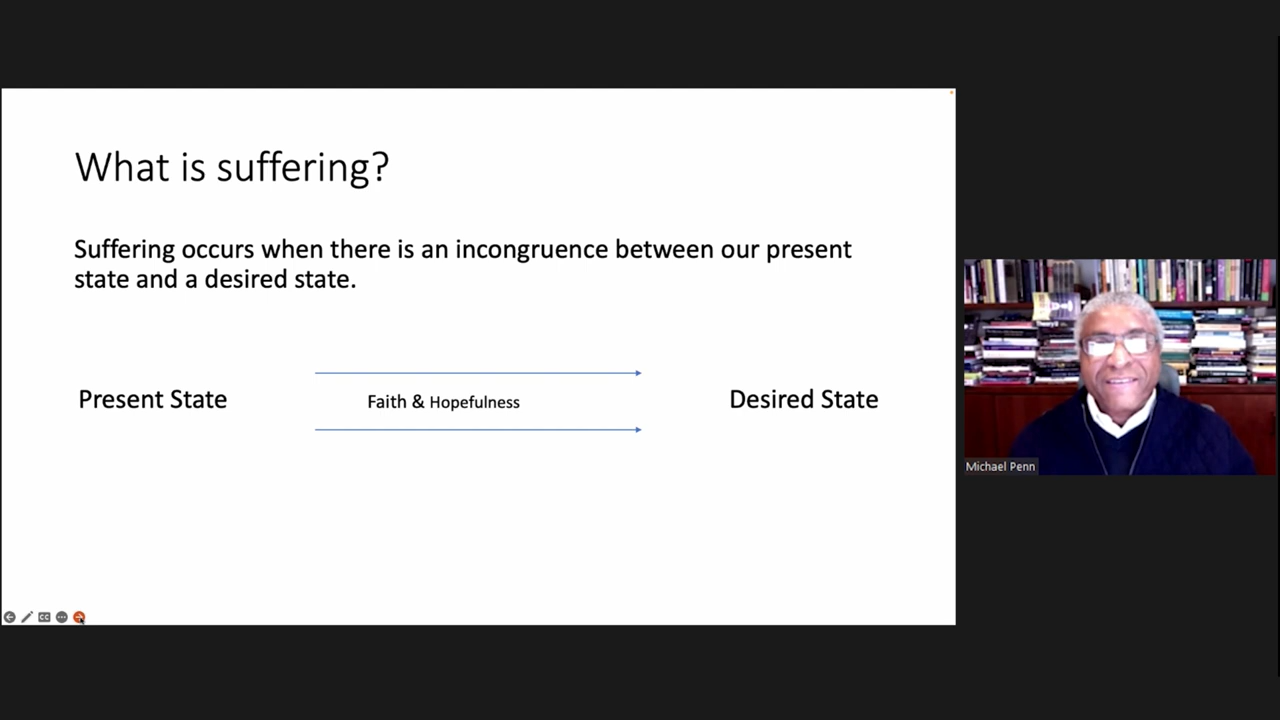 What is suffering?
Suffering occurs when there is an incongruence between our present
state and a desired state.
Present State
Faith & Hopefulness
Desired State
Michael Penn
CC